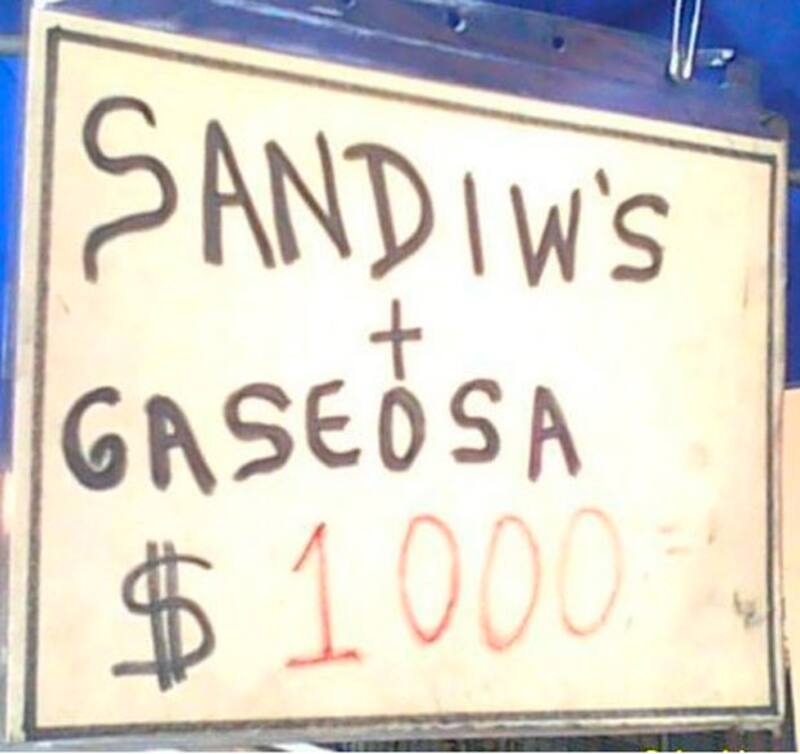 SANDIW'S
+
GASEOSA
$ 1000